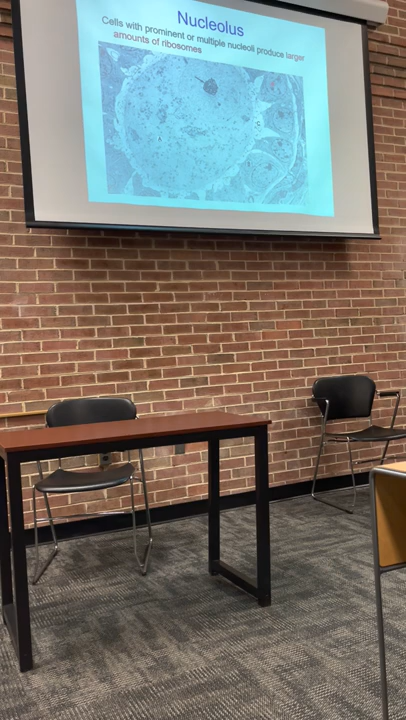 Nucleolus
Cells with prominent or multiple nucleoli produce larger
amounts of ribosomes